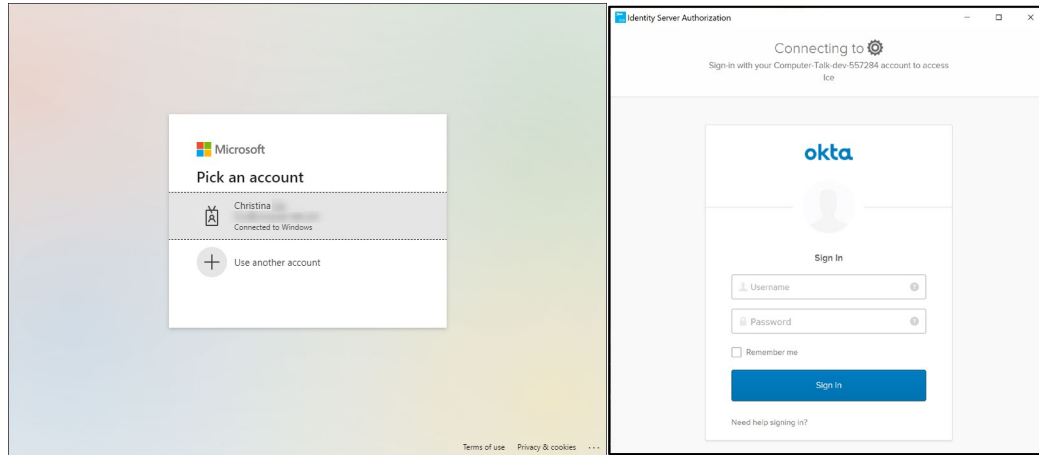 Microsoft
Pick an account
Christina
Connected to Windows
Use another account
Terms of use Privacy & cookies ...
Identity Server Authorization
Connecting to
Sign-in with your Computer-Talk-dev-557284 account to access
Ice
okta
Sign In
Username
Password
Remember me
Sign In
Need help signing in?